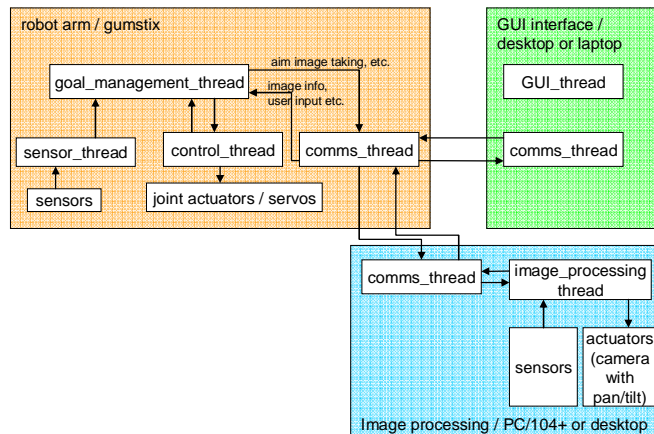 robot arm / gumstix
goal_management_thread
aim image taking, etc.
image info,
user input etc.
sensor_thread
control_thread
comms_thread
sensors
joint actuators / servos
GUI interface /
desktop or laptop
GUI_thread
comms_thread
comms_thread
image_processing
thread
sensors
actuators
(camera
with
pan/tilt)
Image processing / PC/104+ or desktop